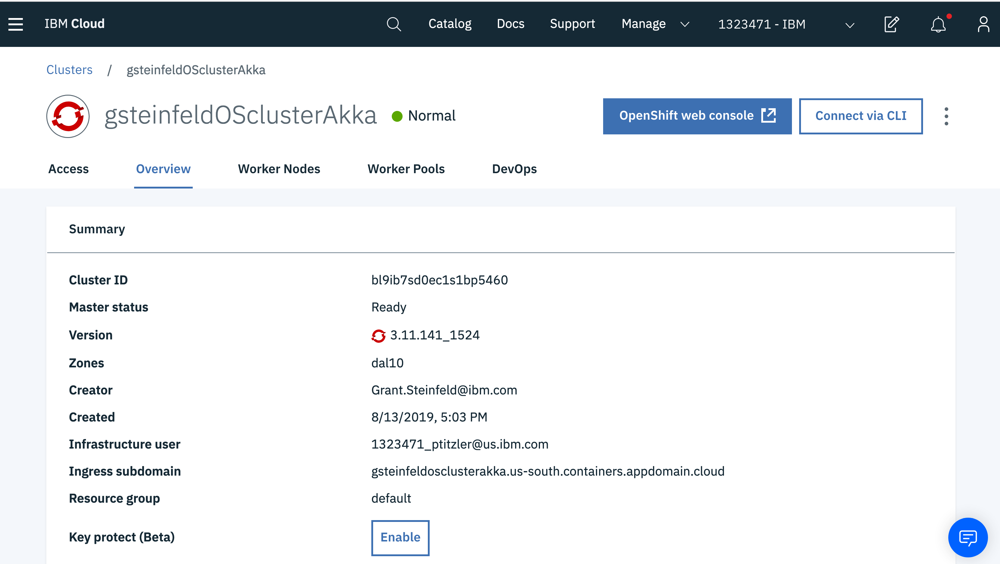 IBM Cloud Catalog Docs Support Manage 1323471 - IBM
Clusters / gsteinfeldOSclusterAkka
gsteinfeldOSclusterAkka Normal OpenShift web console Connect via CLI
Access Overview Worker Nodes Worker Pools DevOps
Summary
Cluster ID bl9ib7sd0ec1s1bp5460
Master status Ready
Version 3.11.141_1524
Zones dal10
Creator Grant.Steinfeld@ibm.com
Created 8/13/2019, 5:03 PM
Infrastructure user 1323471_ptitzler@us.ibm.com
Ingress subdomain gsteinfeldosclusterakka.us-south.containers.appdomain.cloud
Resource group default
Key protect (Beta) Enable